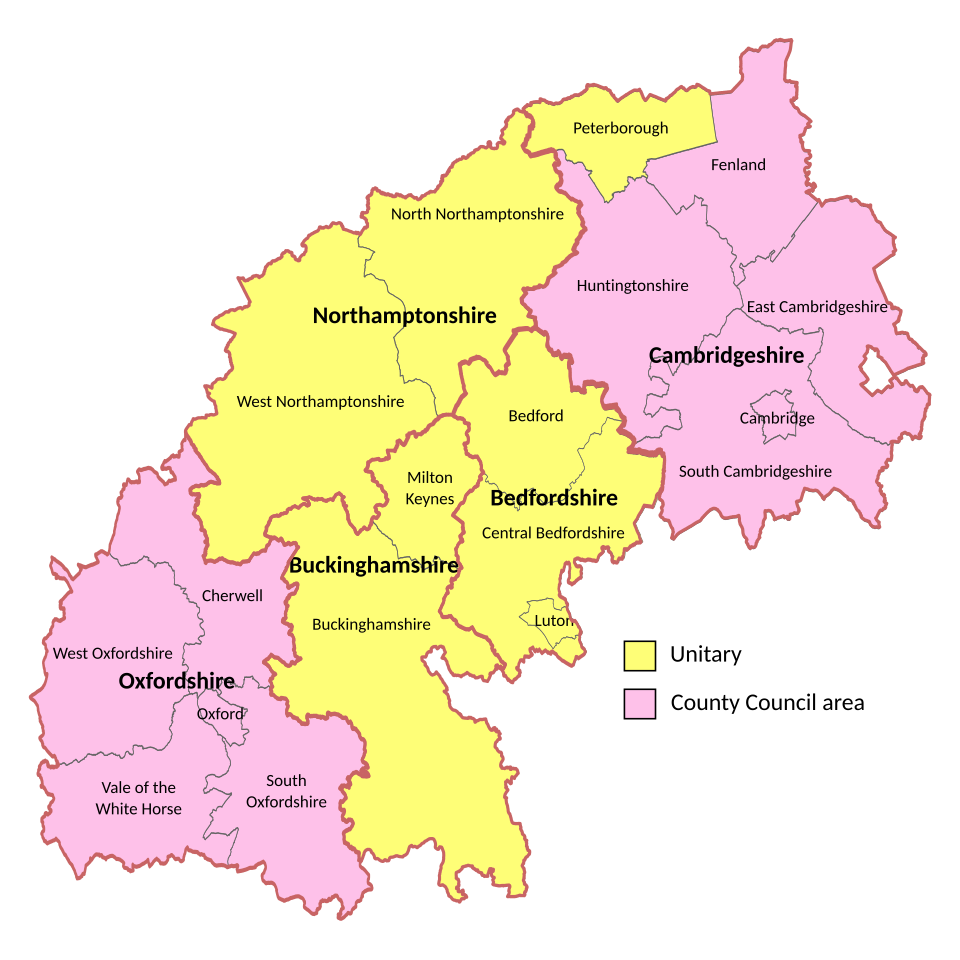 Peterborough
Fenland
North Northamptonshire
Huntingtonshire
East Cambridgeshire
Northamptonshire
Cambridgeshire
West Northamptonshire
Bedford
Cambridge
South Cambridgeshire
Milton
Keynes
Bedfordshire
Central Bedfordshire
Buckinghamshire
Cherwell
Buckinghamshire
Luton
West Oxfordshire
Unitary
Oxfordshire
County Council area
Oxford
South
Oxfordshire
Vale of the
White Horse